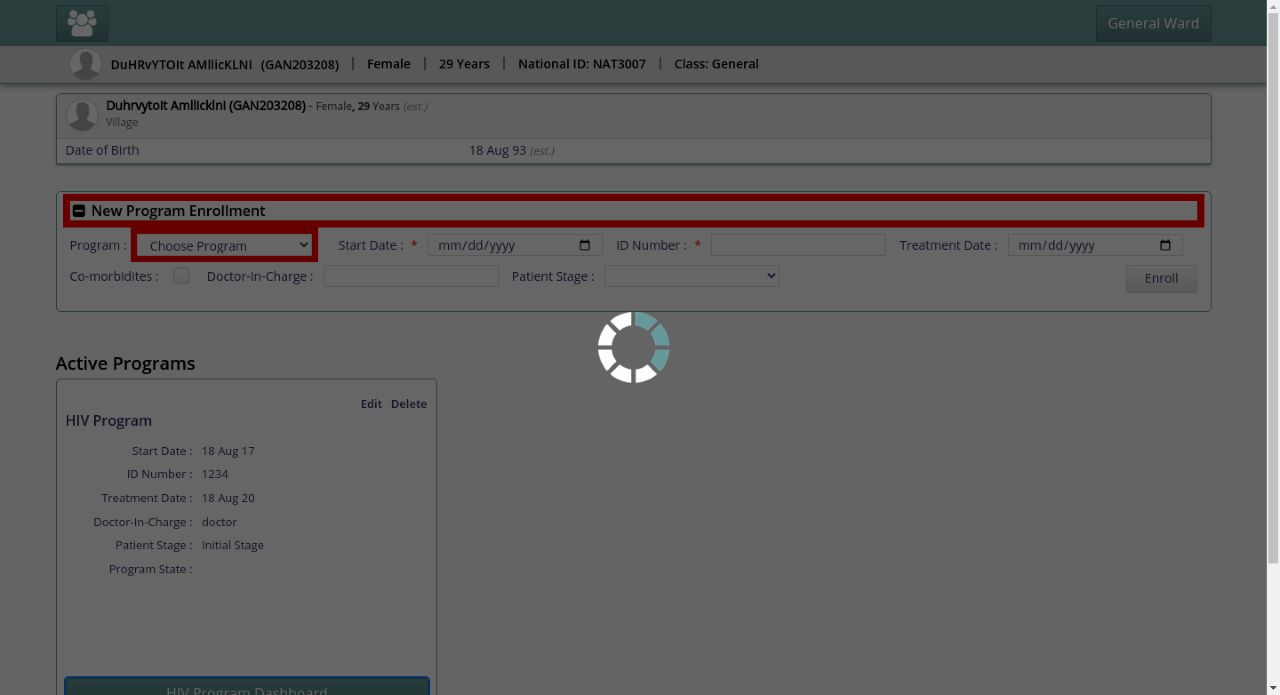 General Ward
DuHRvYTOIt AMllicKLNI (GAN203208) | Female | 29 Years | National ID: NAT3007 | Class: General
Duhrvytoit Amllicklni (GAN203208) - Female, 29 Years (est.)
Village
Date of Birth 18 Aug 93 (est.)
New Program Enrollment
Program : Choose Program Start Date : * mm/dd/yyyy ID Number : * Treatment Date : mm/dd/yyyy
Co-morbidites : Doctor-In-Charge : Patient Stage : Enroll
Active Programs
Edit Delete
HIV Program
Start Date : 18 Aug 17
ID Number : 1234
Treatment Date : 18 Aug 20
Doctor-In-Charge : doctor
Patient Stage : Initial Stage
Program State :
HIV Program Dashboard